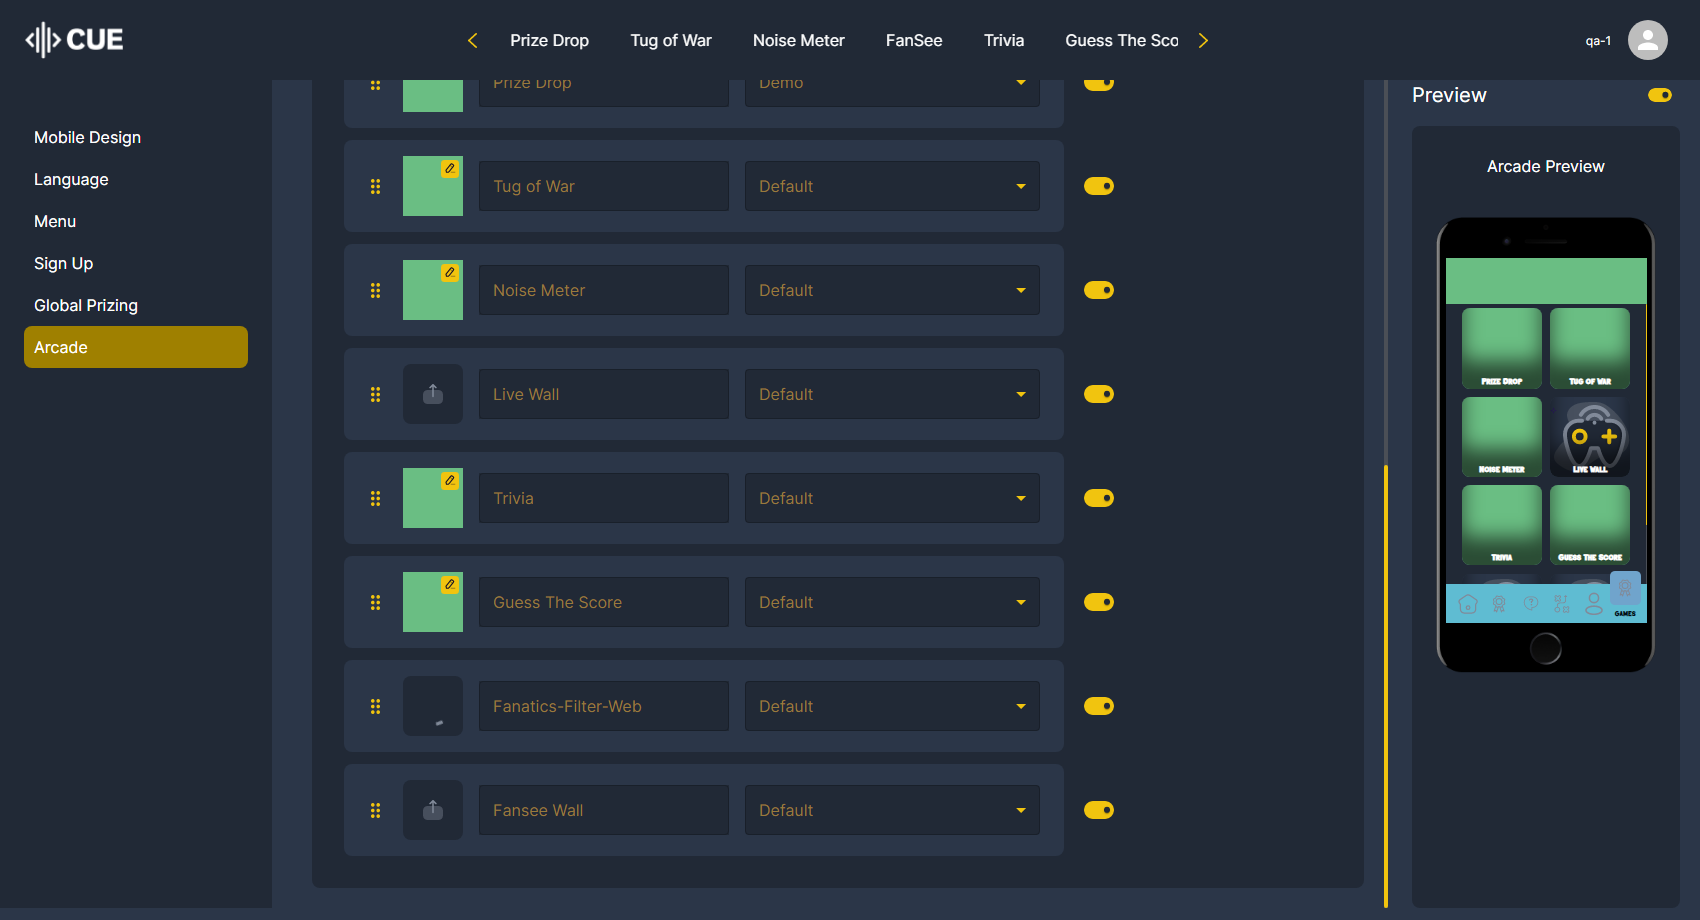 CUE
Prize Drop
Tug of War
Noise Meter
FanSee
Trivia
Guess The Sco
qa-1
Mobile Design
Language
Menu
Sign Up
Global Prizing
Arcade
Prize Drop
Demo
Tug of War
Default
Noise Meter
Default
Live Wall
Default
Trivia
Default
Guess The Score
Default
Fanatics-Filter-Web
Default
Fansee Wall
Default
Preview
Arcade Preview
Prize Drop
Tug of War
Noise Meter
Live Wall
Trivia
Guess The Score
GAMES